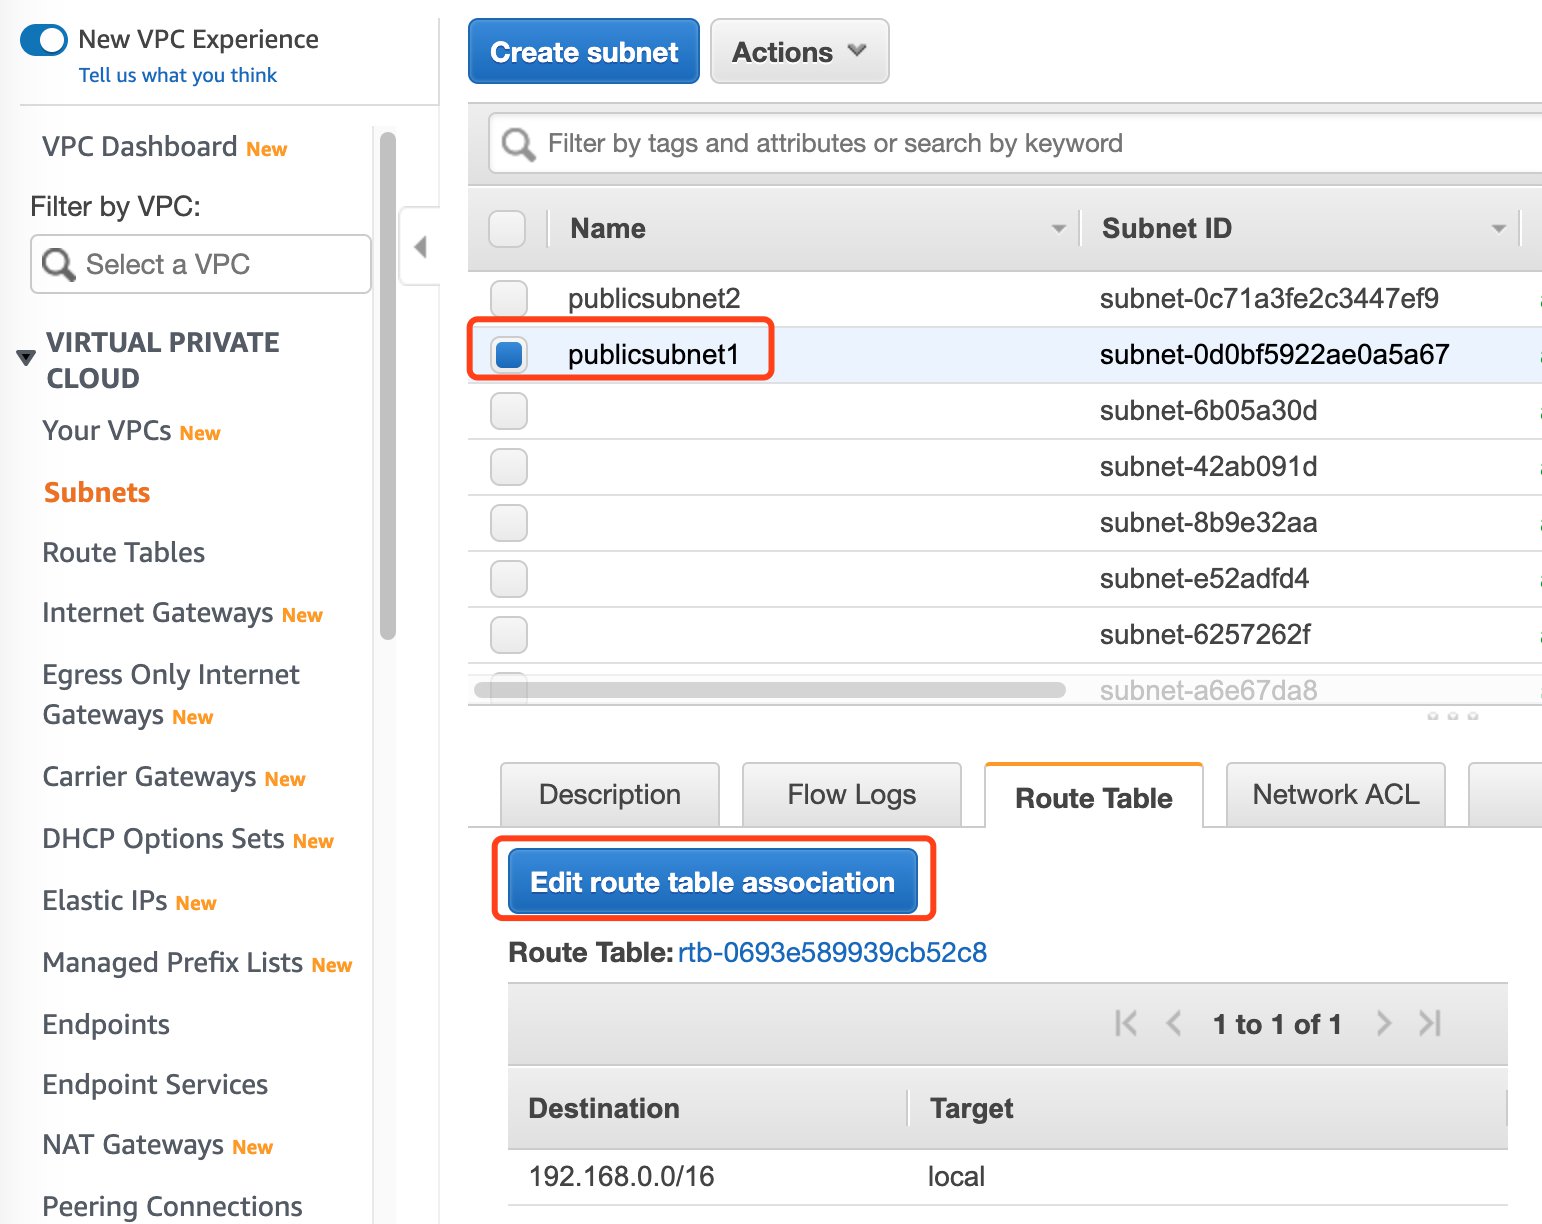 New VPC Experience
Tell us what you think
VPC Dashboard New
Filter by VPC:
Select a VPC
VIRTUAL PRIVATE
CLOUD
Your VPCs New
Subnets
Route Tables
Internet Gateways New
Egress Only Internet
Gateways New
Carrier Gateways New
DHCP Options Sets New
Elastic IPs New
Managed Prefix Lists New
Endpoints
Endpoint Services
NAT Gateways New
Peering Connections
Create subnet Actions
Filter by tags and attributes or search by keyword
Name Subnet ID
publicsubnet2 subnet-0c71a3fe2c3447ef9
publicsubnet1 subnet-0d0bf5922ae0a5a67
subnet-6b05a30d
subnet-42ab091d
subnet-8b9e32aa
subnet-e52adfd4
subnet-6257262f
subnet-a6e67da8
Description Flow Logs Route Table Network ACL
Edit route table association
Route Table: rtb-0693e589939cb52c8
1 to 1 of 1
Destination Target
192.168.0.0/16 local